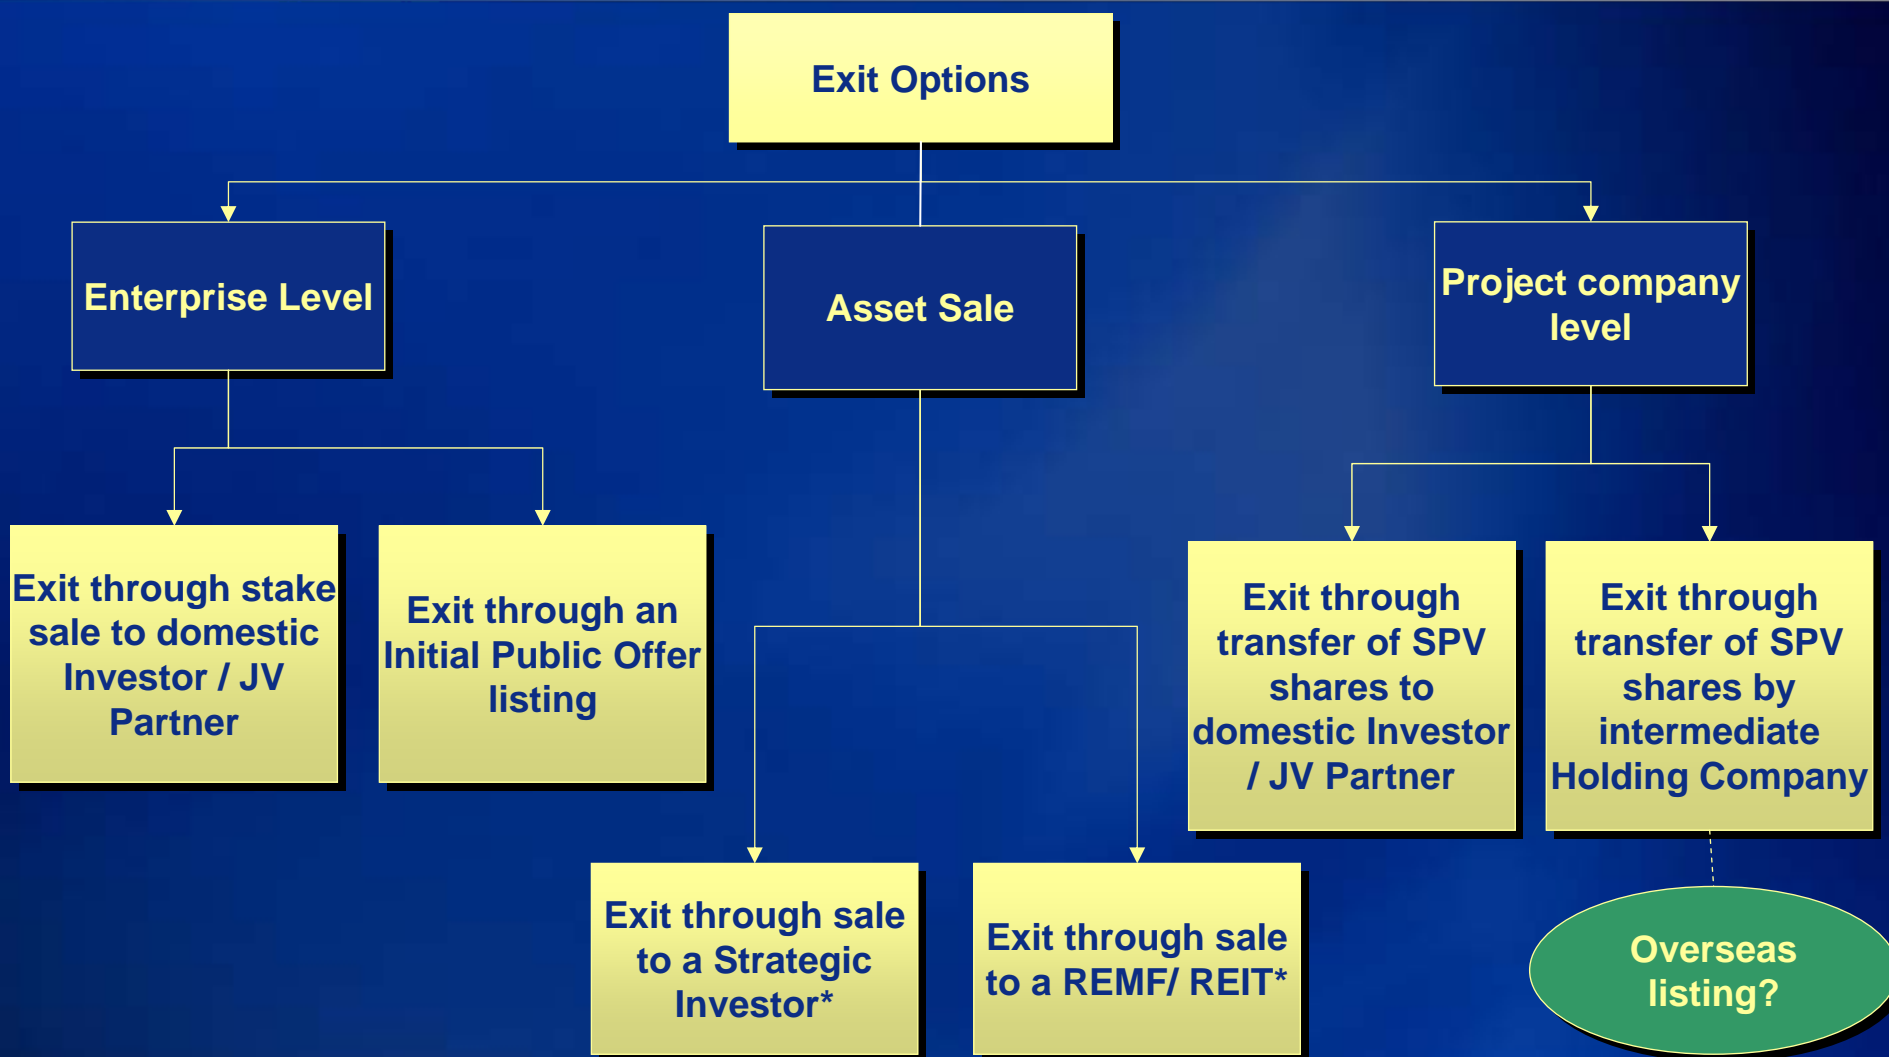 Exit Options
Enterprise Level
Asset Sale
Project company
level
Exit through stake
sale to domestic
Investor / JV
Partner
Exit through an
Initial Public Offer
listing
Exit through
transfer of SPV
shares to
domestic Investor
/ JV Partner
Exit through
transfer of SPV
shares by
intermediate
Holding Company
Exit through sale
to a Strategic
Investor*
Exit through sale
to a REMF/ REIT*
Overseas
listing?